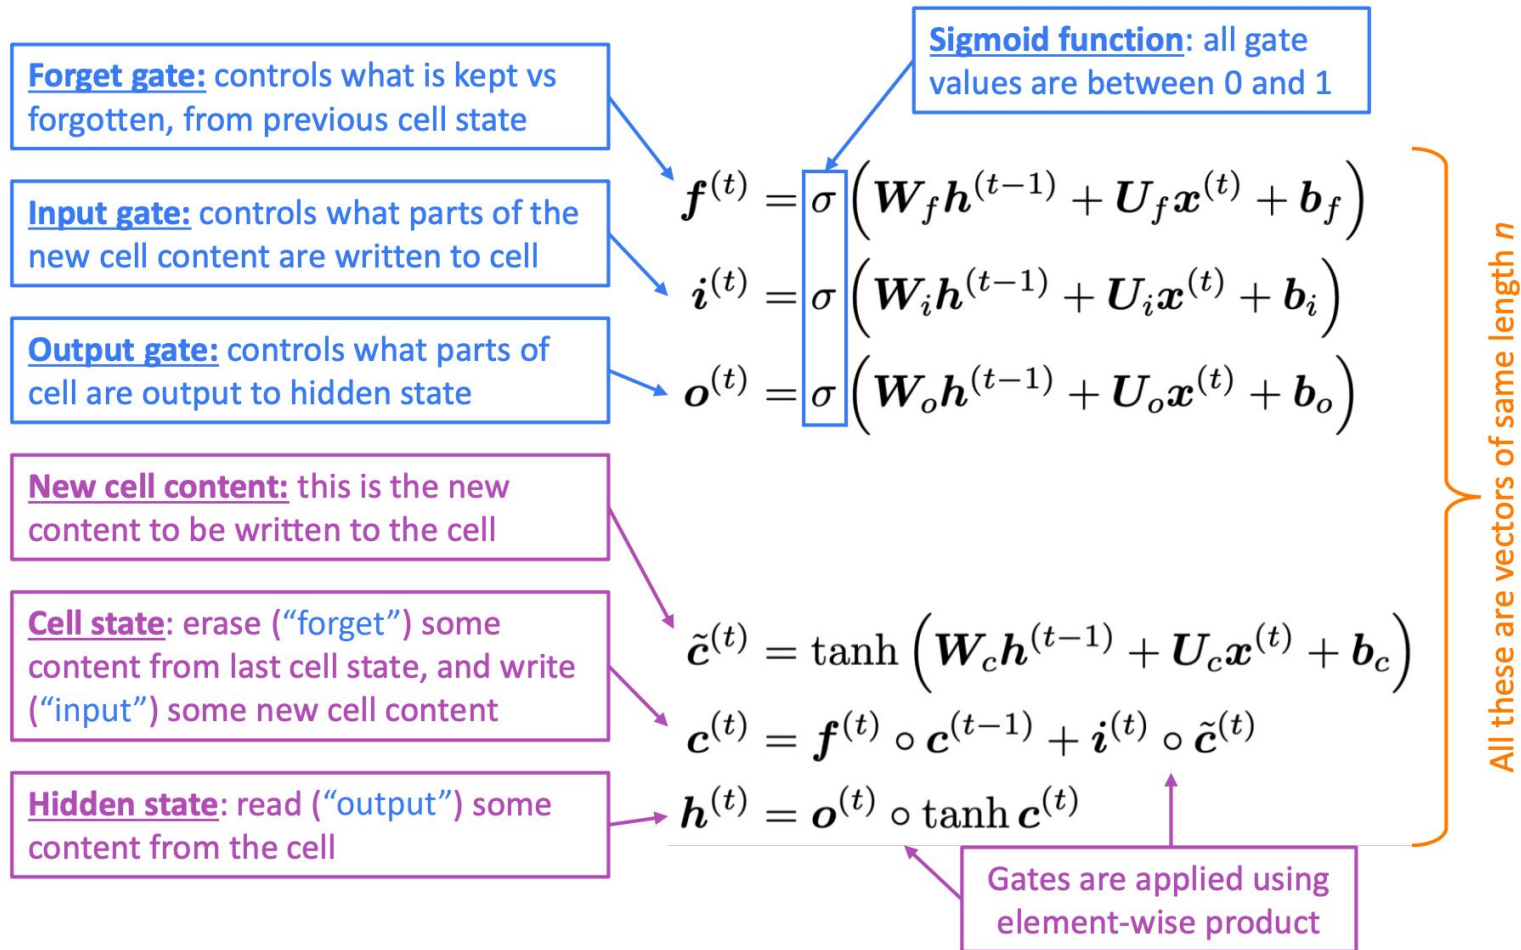 Sigmoid function: all gate
values are between 0 and 1
Forget gate: controls what is kept vs
forgotten, from previous cell state
f^{(t)} = σ(W_f h^{(t−1)} + U_f x^{(t)} + b_f)
Input gate: controls what parts of the
new cell content are written to cell
i^{(t)} = σ(W_i h^{(t−1)} + U_i x^{(t)} + b_i)
Output gate: controls what parts of
cell are output to hidden state
o^{(t)} = σ(W_o h^{(t−1)} + U_o x^{(t)} + b_o)
New cell content: this is the new
content to be written to the cell
c̃^{(t)} = tanh(W_c h^{(t−1)} + U_c x^{(t)} + b_c)
Cell state: erase (“forget”) some
content from last cell state, and write
(“input”) some new cell content
c^{(t)} = f^{(t)} ∘ c^{(t−1)} + i^{(t)} ∘ c̃^{(t)}
Hidden state: read (“output”) some
content from the cell
h^{(t)} = o^{(t)} ∘ tanh c^{(t)}
Gates are applied using
element-wise product
All these are vectors of same length n